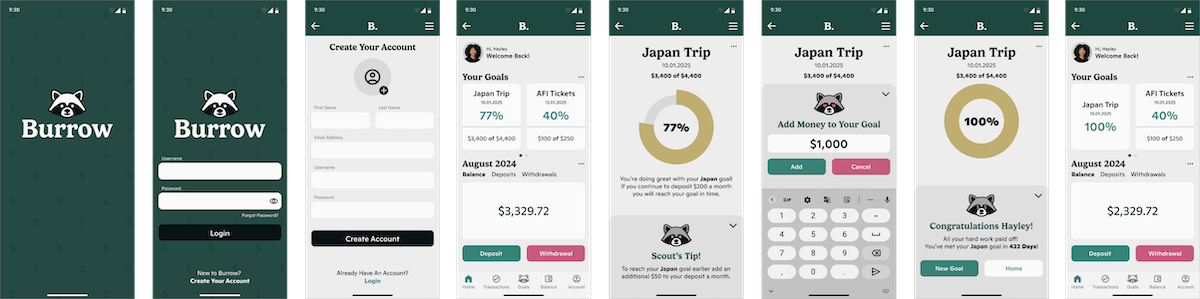 9:30
Burrow
9:30
Burrow
Username
Password
Forgot Password?
Login
New to Burrow?
Create Your Account
9:30
B.
Create Your Account
First Name
Last Name
Email Address
Username
Password
Create Account
Already Have An Account?
Login
9:30
B.
Hi, Hayley
Welcome Back!
Your Goals
Japan Trip
10.01.2025
77%
$3,400 of $4,400
AFI Tickets
12.01.2025
40%
$100 of $250
August 2024
Balance Deposits Withdrawals
$3,329.72
Deposit
Withdrawal
Home Transactions Goals Balance Account
9:30
B.
Japan Trip
10.01.2025
$3,400 of $4,400
77%
You're doing great with your Japan goal!
If you continue to deposit $200 a month
you will reach your goal in time.
Scout's Tip!
To reach your Japan goal earlier add an
additional $50 to your deposit a month.
9:30
B.
Japan Trip
10.01.2025
$3,400 of $4,400
Add Money to Your Goal
$1,000
Add
Cancel
GIF
1 2 3 -
4 5 6
7 8 9
, 0 .
9:30
B.
Japan Trip
10.01.2025
$3,400 of $4,400
100%
Congratulations Hayley!
All your hard work paid off!
You've met your Japan goal in 422 Days!
New Goal
Home
9:30
B.
Hi, Hayley
Welcome Back!
Your Goals
Japan Trip
10.01.2025
100%
AFI Tickets
12.01.2025
40%
$100 of $250
August 2024
Balance Deposits Withdrawals
$2,329.72
Deposit
Withdrawal
Home Transactions Goals Balance Account